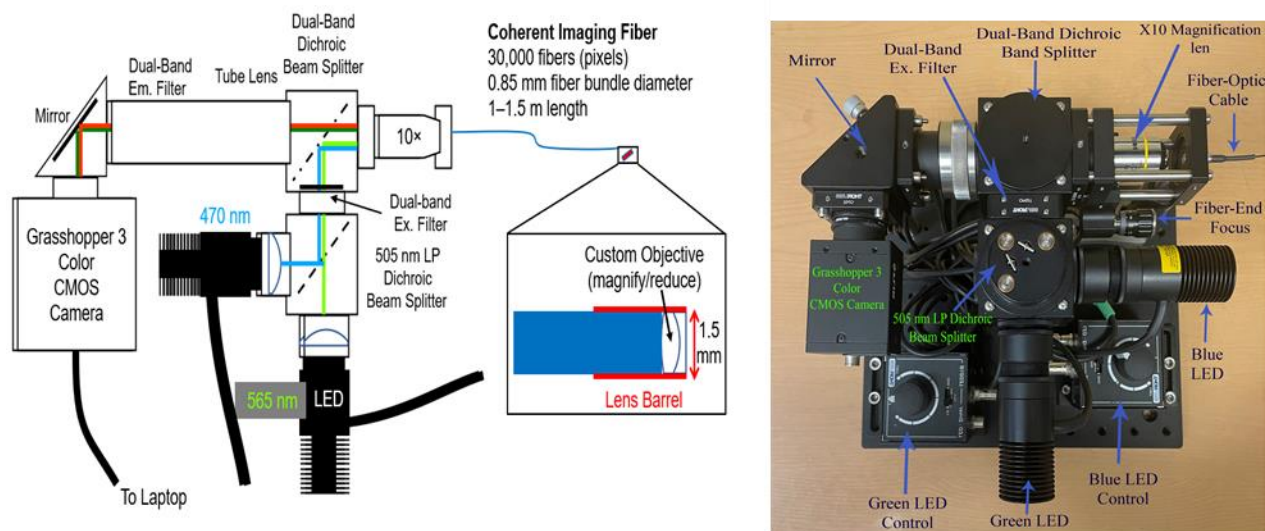 Dual-Band
Dichroic
Beam Splitter
Dual-Band
Em. Filter
Tube Lens
Mirror
10×
Coherent Imaging Fiber
30,000 fibers (pixels)
0.85 mm fiber bundle diameter
1–1.5 m length
470 nm
Dual-band
Ex. Filter
505 nm LP
Dichroic
Beam Splitter
Grasshopper 3
Color
CMOS
Camera
565 nm
LED
To Laptop
Custom Objective
(magnify/reduce)
1.5
mm
Lens Barrel
Mirror
Dual-Band
Ex. Filter
Dual-Band Dichroic
Band Splitter
X10 Magnification
len
Fiber-Optic
Cable
Fiber-End
Focus
Grasshopper 3
Color
CMOS Camera
505 nm LP Dichroic
Beam Splitter
Blue
LED
Green LED
Control
Green LED
Blue LED
Control